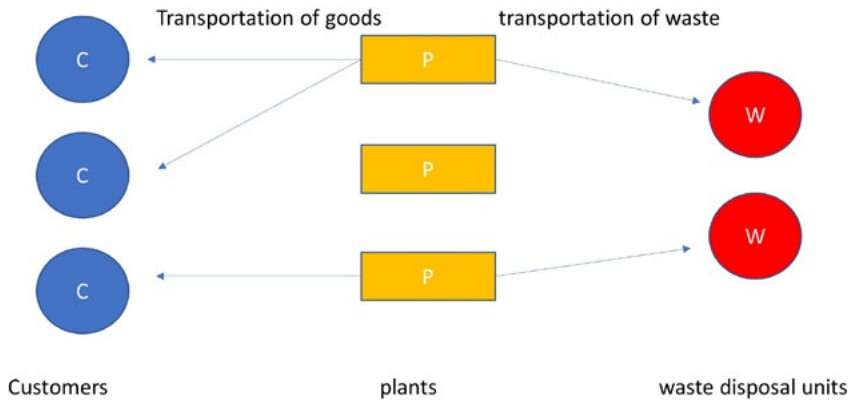 Transportation of goods
transportation of waste
C
P
W
C
P
W
C
P
Customers
plants
waste disposal units